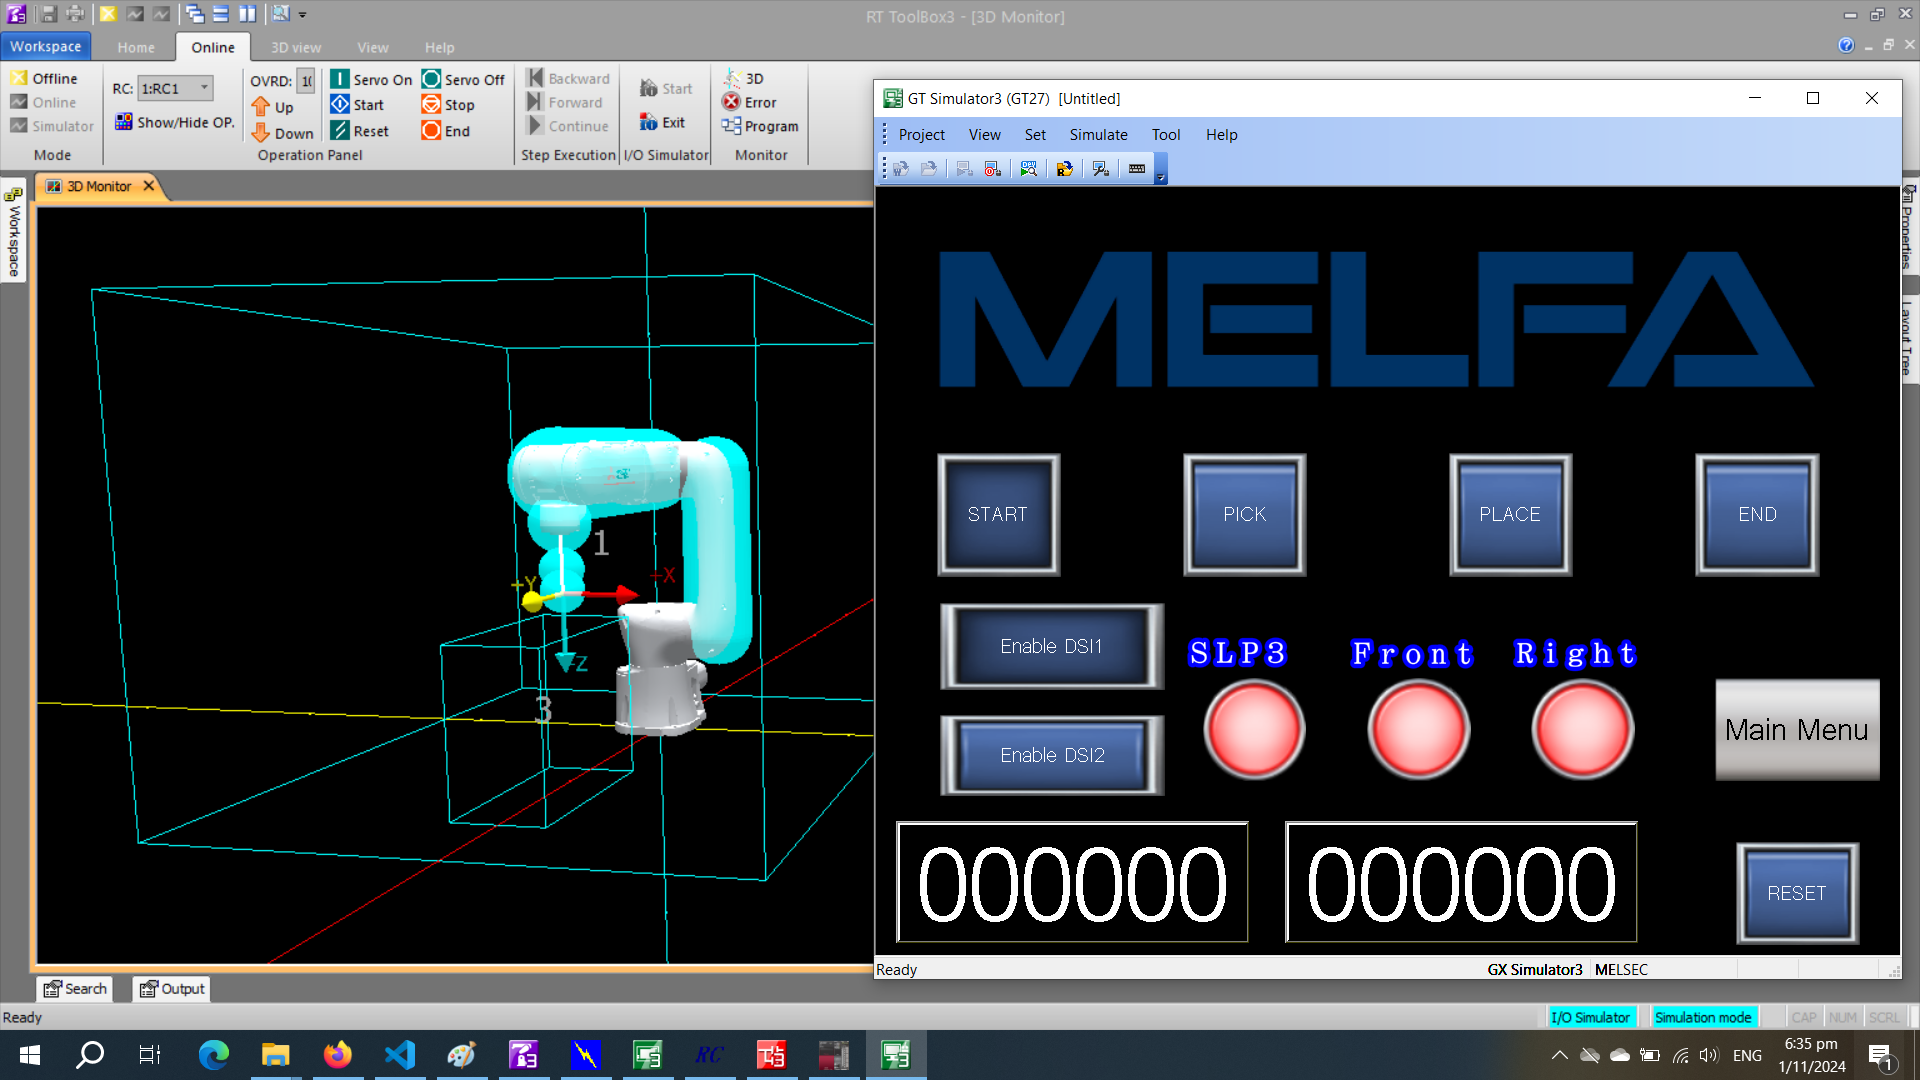 RT ToolBox3 - [3D Monitor]
Workspace
Home
Online
3D view
View
Help
Offline
Online
Simulator
Mode
RC:
1:RC1
Show/Hide OP.
OVRD:
Up
Down
Servo On
Start
Reset
Servo Off
Stop
End
Operation Panel
Backward
Forward
Continue
Step Execution
Start
Exit
I/O Simulator
3D
Error
Program
Monitor
3D Monitor
Workspace
1
+Y
+X
+Z
3
GT Simulator3 (GT27) [Untitled]
Project
View
Set
Simulate
Tool
Help
MELFA
START
PICK
PLACE
END
Enable DSI1
Enable DSI2
SLP3
Front
Right
Main Menu
000000
000000
RESET
Ready
GX Simulator3
MELSEC
Properties
Layout Tree
Search
Output
Ready
I/O Simulator
Simulation mode
CAP
NUM
SCRL
ENG
6:35 pm
1/11/2024
1